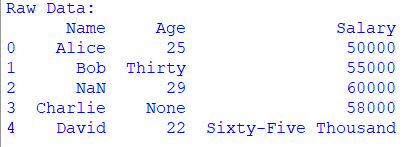 Raw Data:
Name Age Salary
0 Alice 25 50000
1 Bob Thirty 55000
2 NaN 29 60000
3 Charlie None 58000
4 David 22 Sixty-Five Thousand